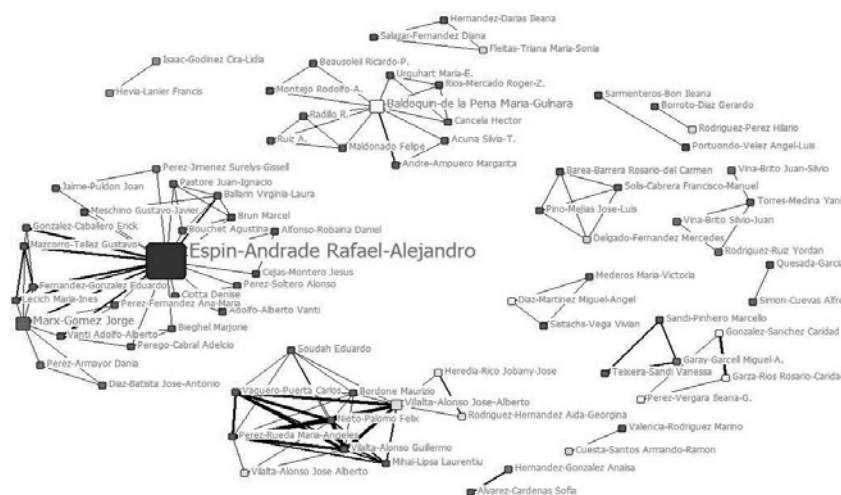 Hernandez-Darias Ileana
Salazar-Fernandez Diana
Fleitas-Triana Maria-Sonia
Isaac-Godinez Cira-Lidia
Hevia-Lanier Francis
Beausoleil Ricardo-P.
Urquhart Maria-E.
Montejo Rodolfo-A.
Rios-Mercado Roger-Z.
Baldoquin-de la Pena Maria-Gulnara
Radillo R.
Cancela Hector
Ruiz A.
Maldonado Felipe
Acuna Silvia-T.
Andre-Ampuero Margarita
Sarmenteros-Bon Ileana
Borroto-Diaz Gerardo
Rodriguez-Perez Hilario
Portuondo-Velez Angel-Luis
Perez-Jimenez Surelys-Gissell
Jaime-Puldon Joan
Pastore Juan-Ignacio
Ballarin Virginia-Laura
Meschino Gustavo-Javier
Brun Marcel
Gonzalez-Caballero Erick
Bouchet Agustina
Alfonso-Robaina Daniel
Mazcorro-Tellez Gustavo
Espin-Andrade Rafael-Alejandro
Cejas-Montero Jesus
Fernandez-Gonzalez Eduardo
Perez-Soltero Alonso
Lecich Maria-Ines
Ciotta Denise
Perez-Fernandez Ana-Maria
Adolfo-Alberto Vanti
Marx-Gomez Jorge
Bieghel Marjorie
Vanti Adolfo-Alberto
Perego-Cabral Adelcio
Perez-Armayor Dania
Diaz-Batista Jose-Antonio
Barea-Barrera Rosario-del Carmen
Vina-Brito Juan-Silvio
Solis-Cabrera Francisco-Manuel
Torres-Medina Yani
Pino-Mejias Jose-Luis
Vina-Brito Silvio-Juan
Delgado-Fernandez Mercedes
Rodriguez-Ruiz Yordan
Quesada-Garcia
Mederos Maria-Victoria
Simon-Cuevas Alfre
Diaz-Martinez Miguel-Angel
Sistachs-Vega Vivian
Sandi-Pinheiro Marcello
Gonzalez-Sanchez Caridad
Garay-Garcell Miguel-A.
Teixeira-Sandi Vanessa
Garza-Rios Rosario-Caridad
Perez-Vergara Ileana-G.
Soudah Eduardo
Heredia-Rico Jobany-Jose
Vaquero-Puerta Carlos
Bordone Maurizio
Vilalta-Alonso Jose-Alberto
Nieto-Palomo Felix
Rodriguez-Hernandez Aida-Georgina
Perez-Rueda Maria-Angeles
Vilalta-Alonso Guillermo
Vilalta-Alonso Jose Alberto
Mihai-Lipsa Laurentiu
Valencia-Rodriguez Marino
Cuesta-Santos Armando-Ramon
Hernandez-Gonzalez Anaisa
Alvarez-Cardenas Sofia